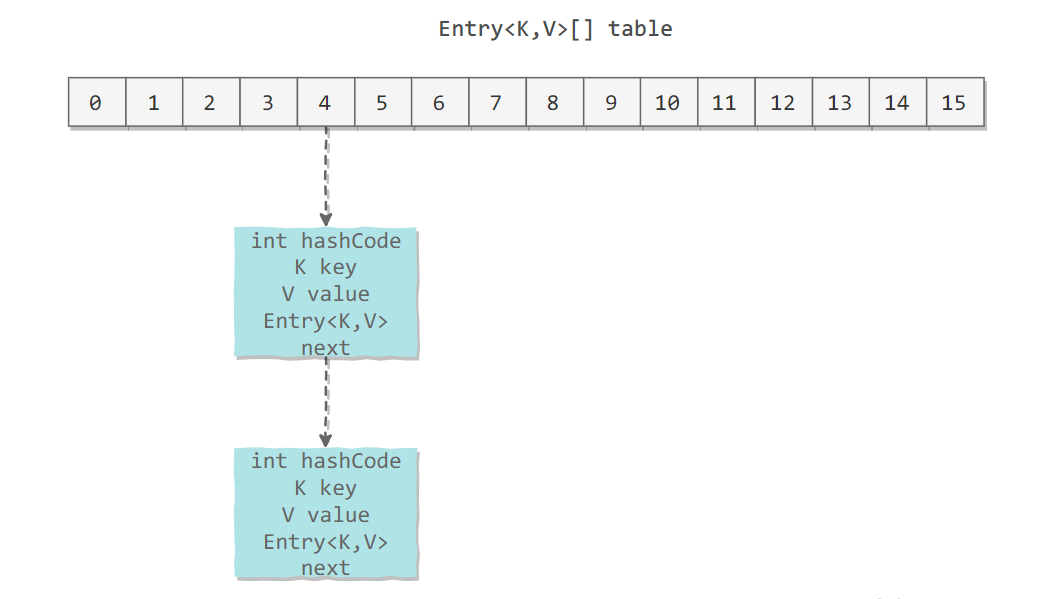 Entry<K,V>[] table
0 1 2 3 4 5 6 7 8 9 10 11 12 13 14 15
int hashCode
K key
V value
Entry<K,V>
next
int hashCode
K key
V value
Entry<K,V>
next